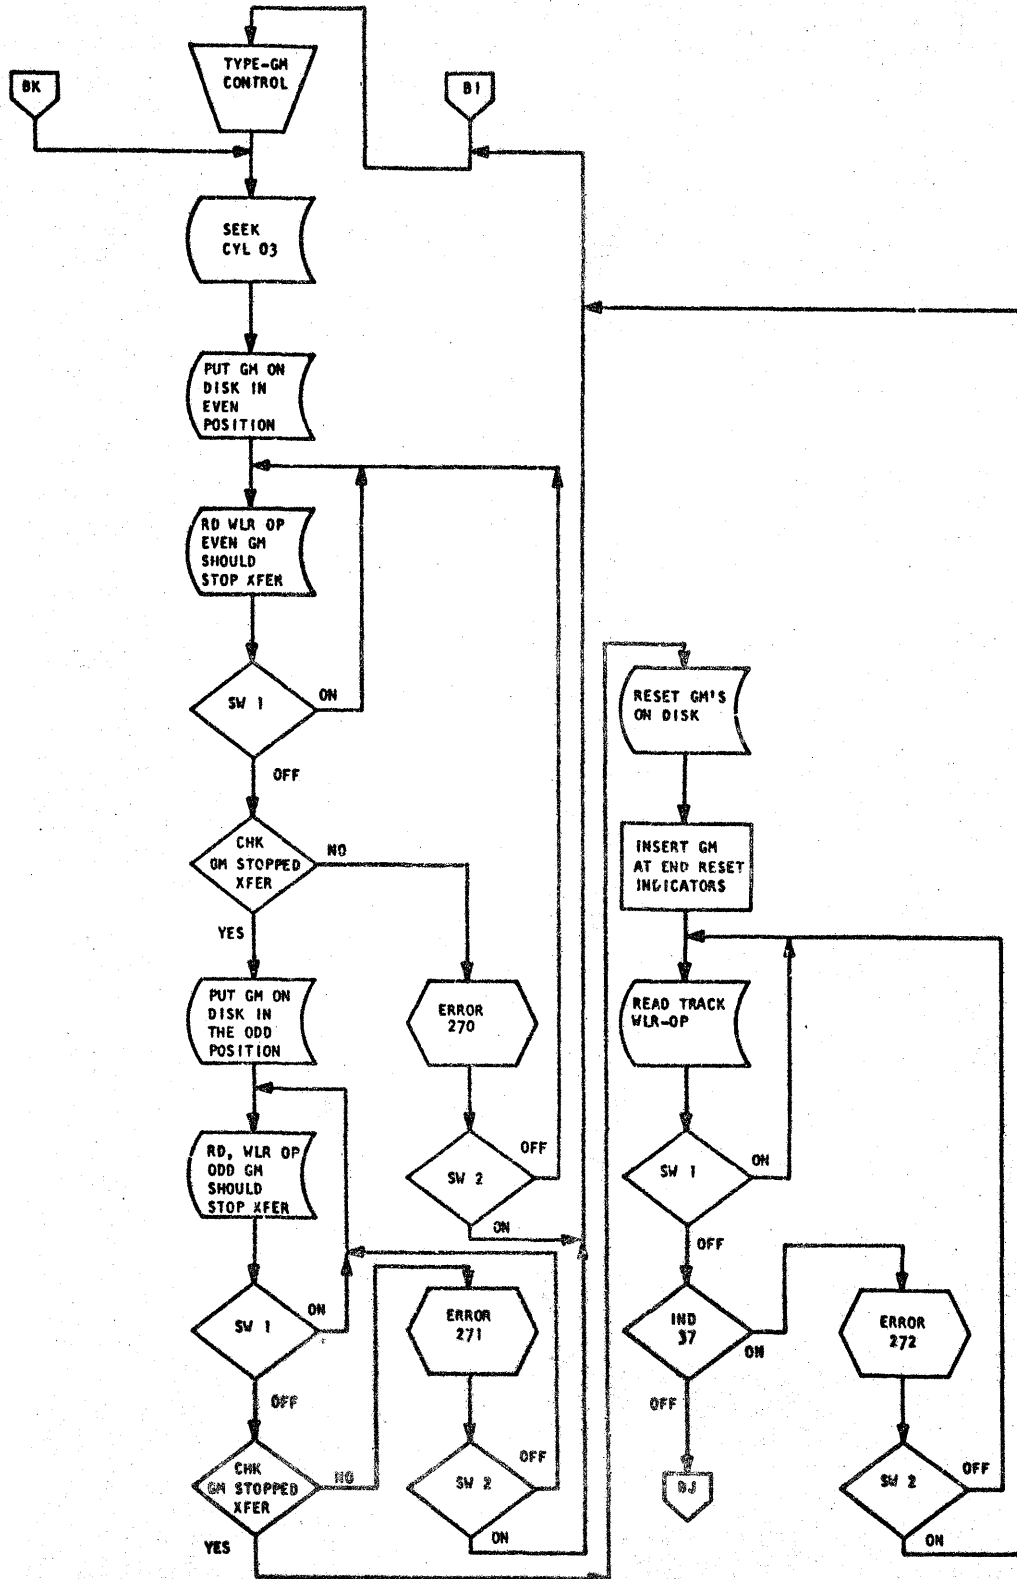 TYPE-GM
CONTROL
BK
BI
SEEK
CYL 03
PUT GM ON
DISK IN
EVEN
POSITION
RD WLR OP
EVEN GM
SHOULD
STOP XFER
SW 1
ON
OFF
CHK
GM STOPPED
XFER
NO
YES
PUT GM ON
DISK IN
THE ODD
POSITION
ERROR
270
SW 2
OFF
ON
RD, WLR OP
ODD GM
SHOULD
STOP XFER
SW 1
ON
OFF
CHK
GM STOPPED
XFER
NO
YES
ERROR
271
SW 2
OFF
ON
RESET GM'S
ON DISK
INSERT GM
AT END RESET
INDICATORS
READ TRACK
WLR-OP
SW 1
ON
OFF
IND
37
ON
OFF
BJ
ERROR
272
SW 2
OFF
ON